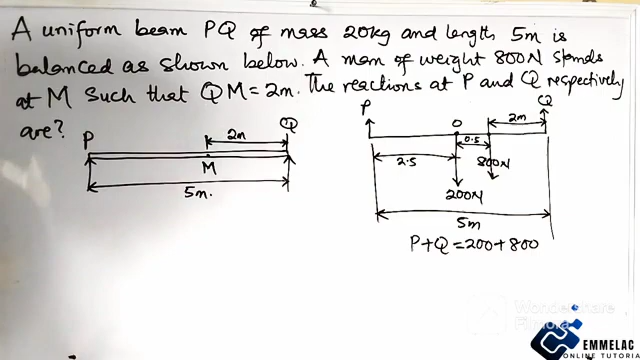 A uniform beam PQ of mass 20kg and length 5m is
balanced as shown below. A man of weight 800N stands
at M such that QM=2m. The reactions at P and Q respectively
are?
P
2m
Q
M
5m.
P
O
2m
Q
0.5
2.5
800N
200N
5m
P+Q=200+800
Wondershare
Filmora
EMMELAC
ONLINE TUTORIA